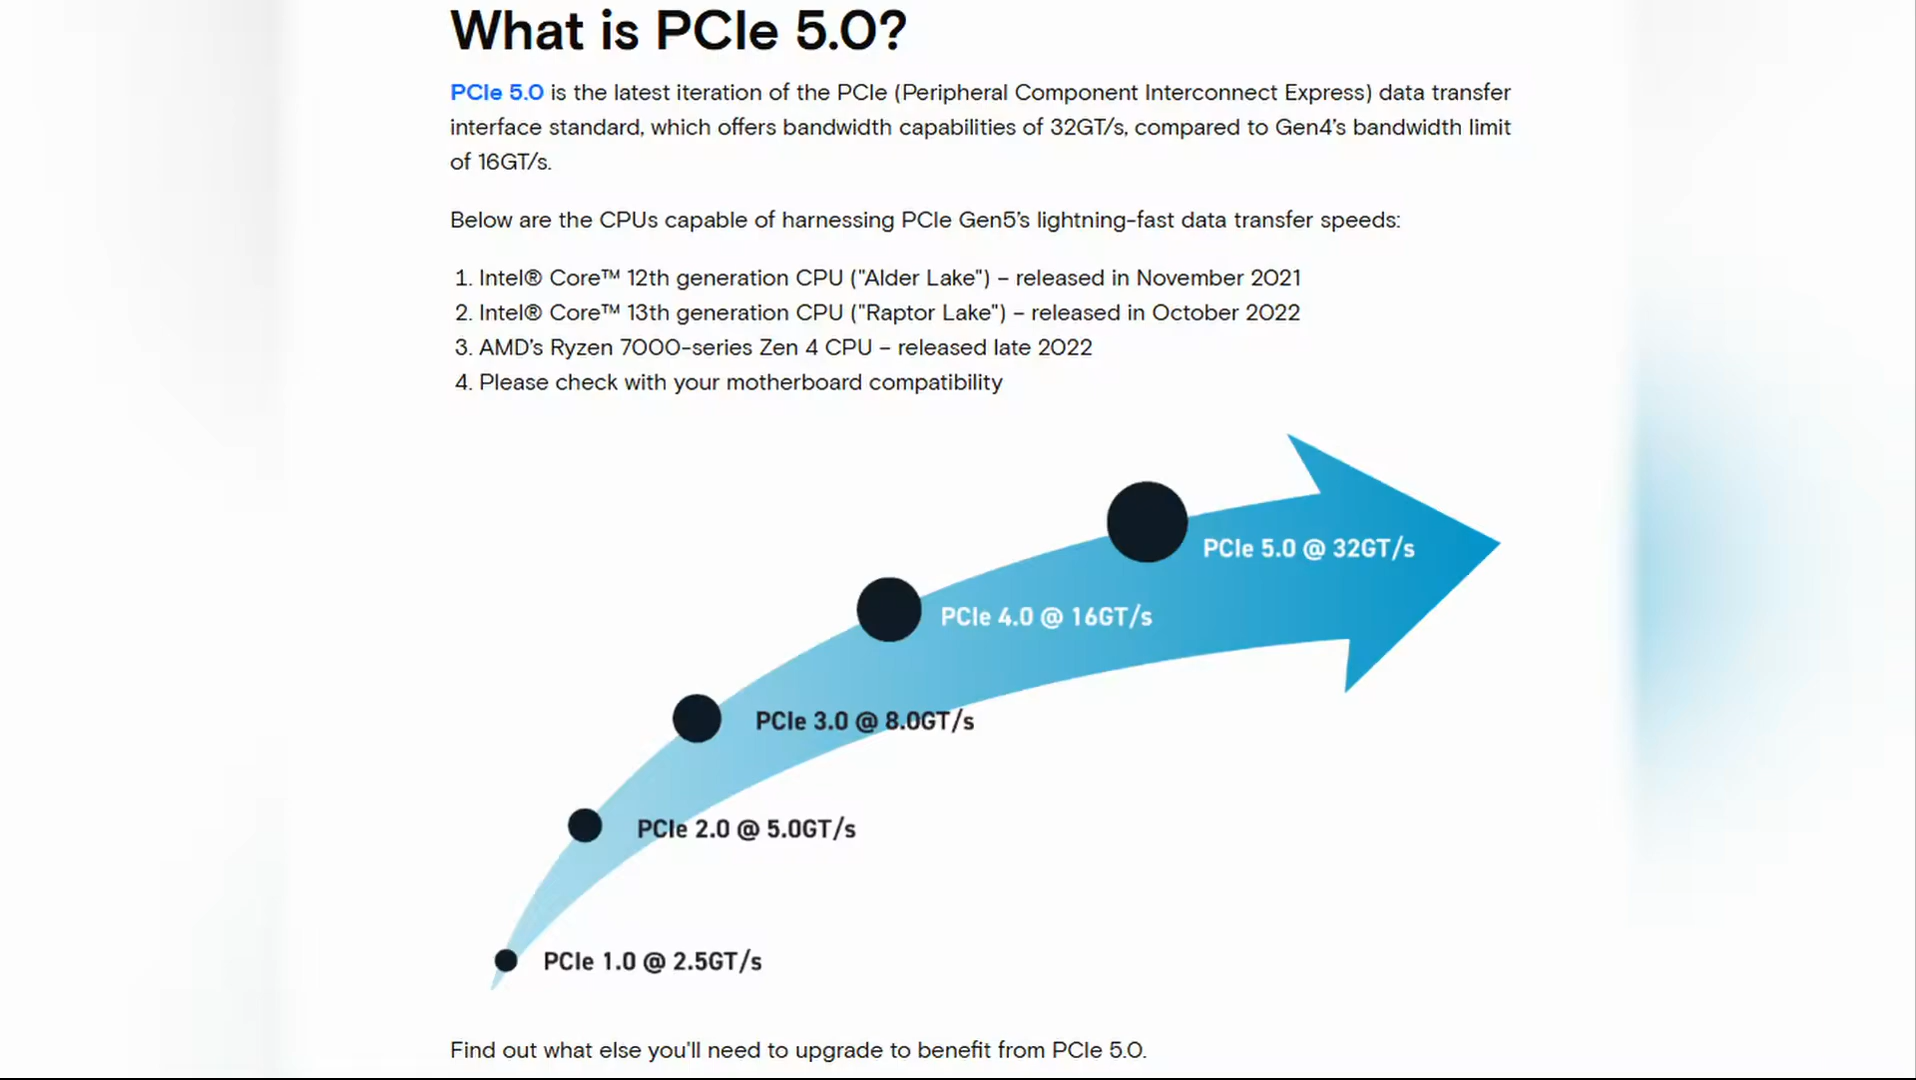 What is PCIe 5.0?
PCIe 5.0 is the latest iteration of the PCIe (Peripheral Component Interconnect Express) data transfer
interface standard, which offers bandwidth capabilities of 32GT/s, compared to Gen4’s bandwidth limit
of 16GT/s.
Below are the CPUs capable of harnessing PCIe Gen5’s lightning-fast data transfer speeds:
1. Intel® Core™ 12th generation CPU ("Alder Lake") – released in November 2021
2. Intel® Core™ 13th generation CPU ("Raptor Lake") – released in October 2022
3. AMD’s Ryzen 7000-series Zen 4 CPU – released late 2022
4. Please check with your motherboard compatibility
PCIe 5.0 @ 32GT/s
PCIe 4.0 @ 16GT/s
PCIe 3.0 @ 8.0GT/s
PCIe 2.0 @ 5.0GT/s
PCIe 1.0 @ 2.5GT/s
Find out what else you'll need to upgrade to benefit from PCIe 5.0.